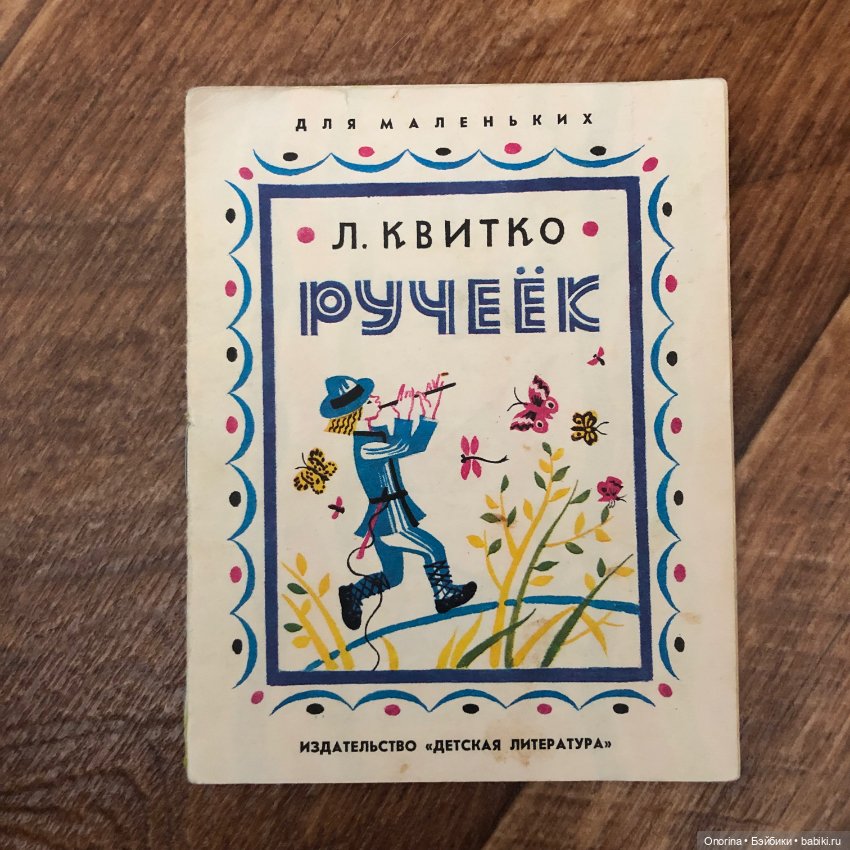 ДЛЯ МАЛЕНЬКИХ
Л. КВИТКО
РУЧЕЁК
ИЗДАТЕЛЬСТВО «ДЕТСКАЯ ЛИТЕРАТУРА»
Onorina • Бэйбики • babiki.ru